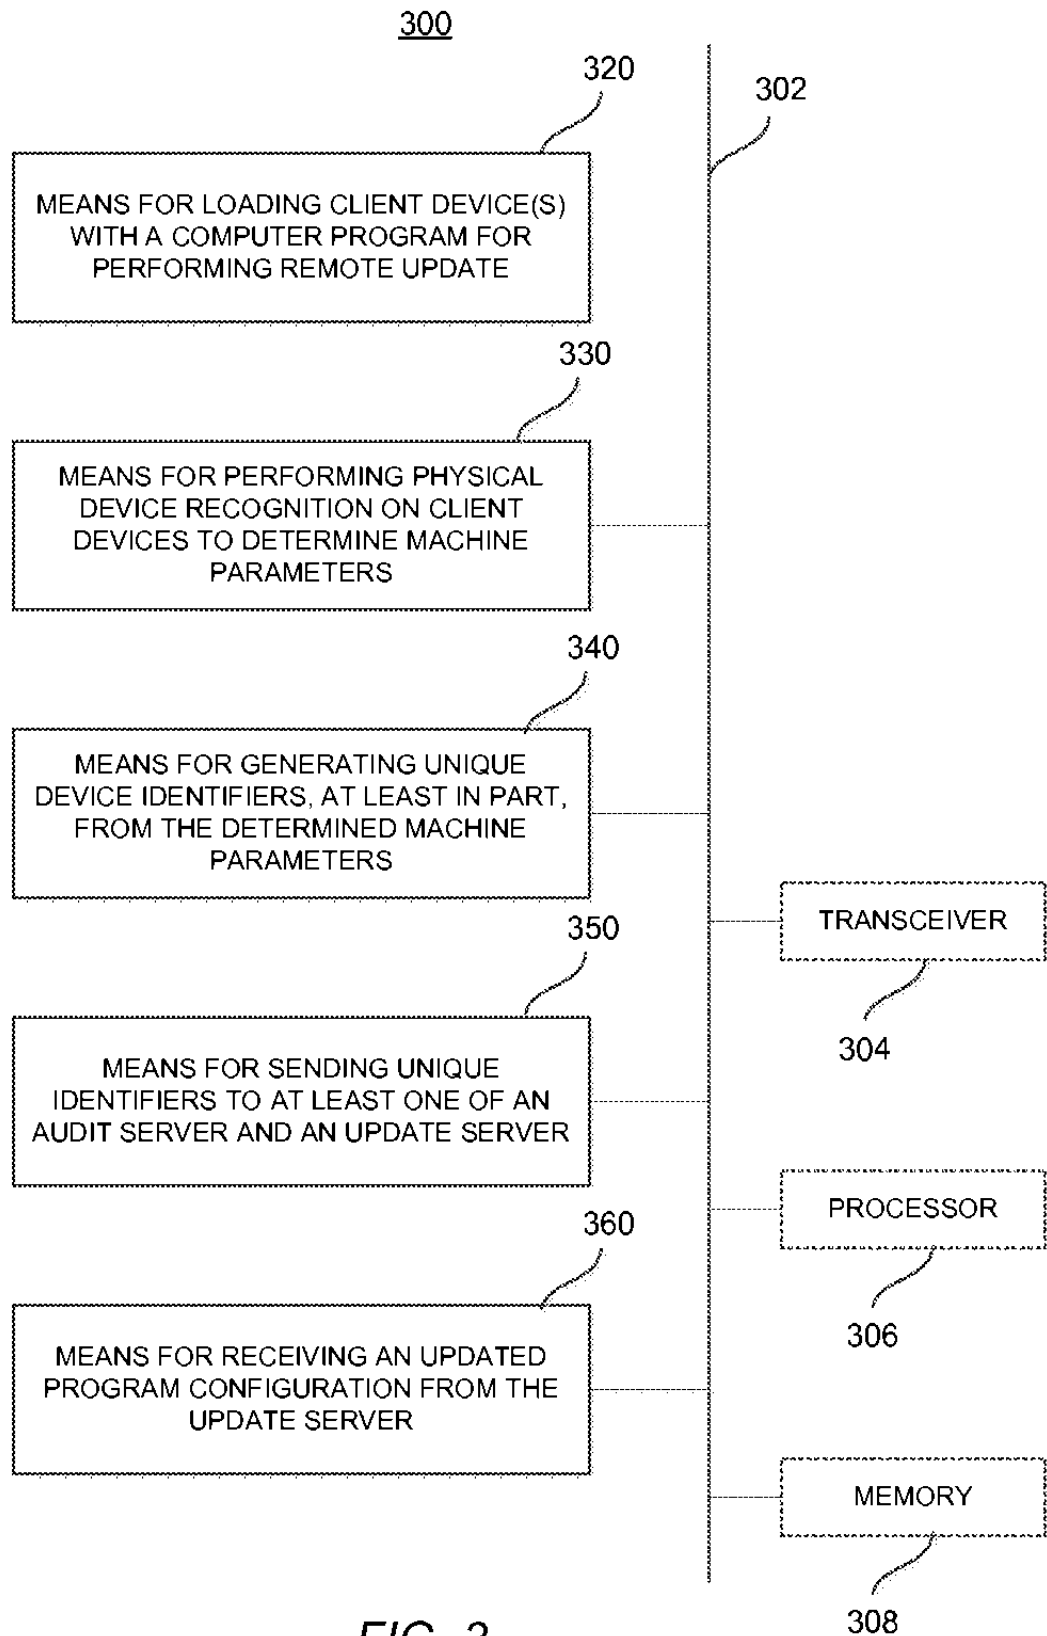 300
320
302
MEANS FOR LOADING CLIENT DEVICE(S)
WITH A COMPUTER PROGRAM FOR
PERFORMING REMOTE UPDATE
330
MEANS FOR PERFORMING PHYSICAL
DEVICE RECOGNITION ON CLIENT
DEVICES TO DETERMINE MACHINE
PARAMETERS
340
MEANS FOR GENERATING UNIQUE
DEVICE IDENTIFIERS, AT LEAST IN PART,
FROM THE DETERMINED MACHINE
PARAMETERS
TRANSCEIVER
304
350
MEANS FOR SENDING UNIQUE
IDENTIFIERS TO AT LEAST ONE OF AN
AUDIT SERVER AND AN UPDATE SERVER
PROCESSOR
306
360
MEANS FOR RECEIVING AN UPDATED
PROGRAM CONFIGURATION FROM THE
UPDATE SERVER
MEMORY
308